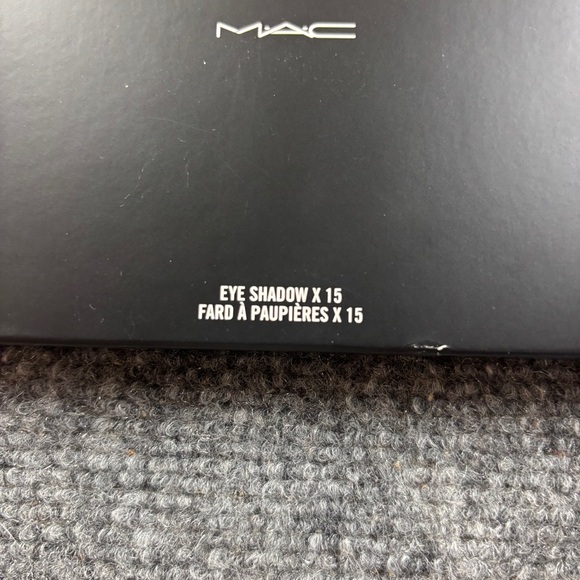 M·A·C
EYE SHADOW X 15
FARD À PAUPIÈRES X 15